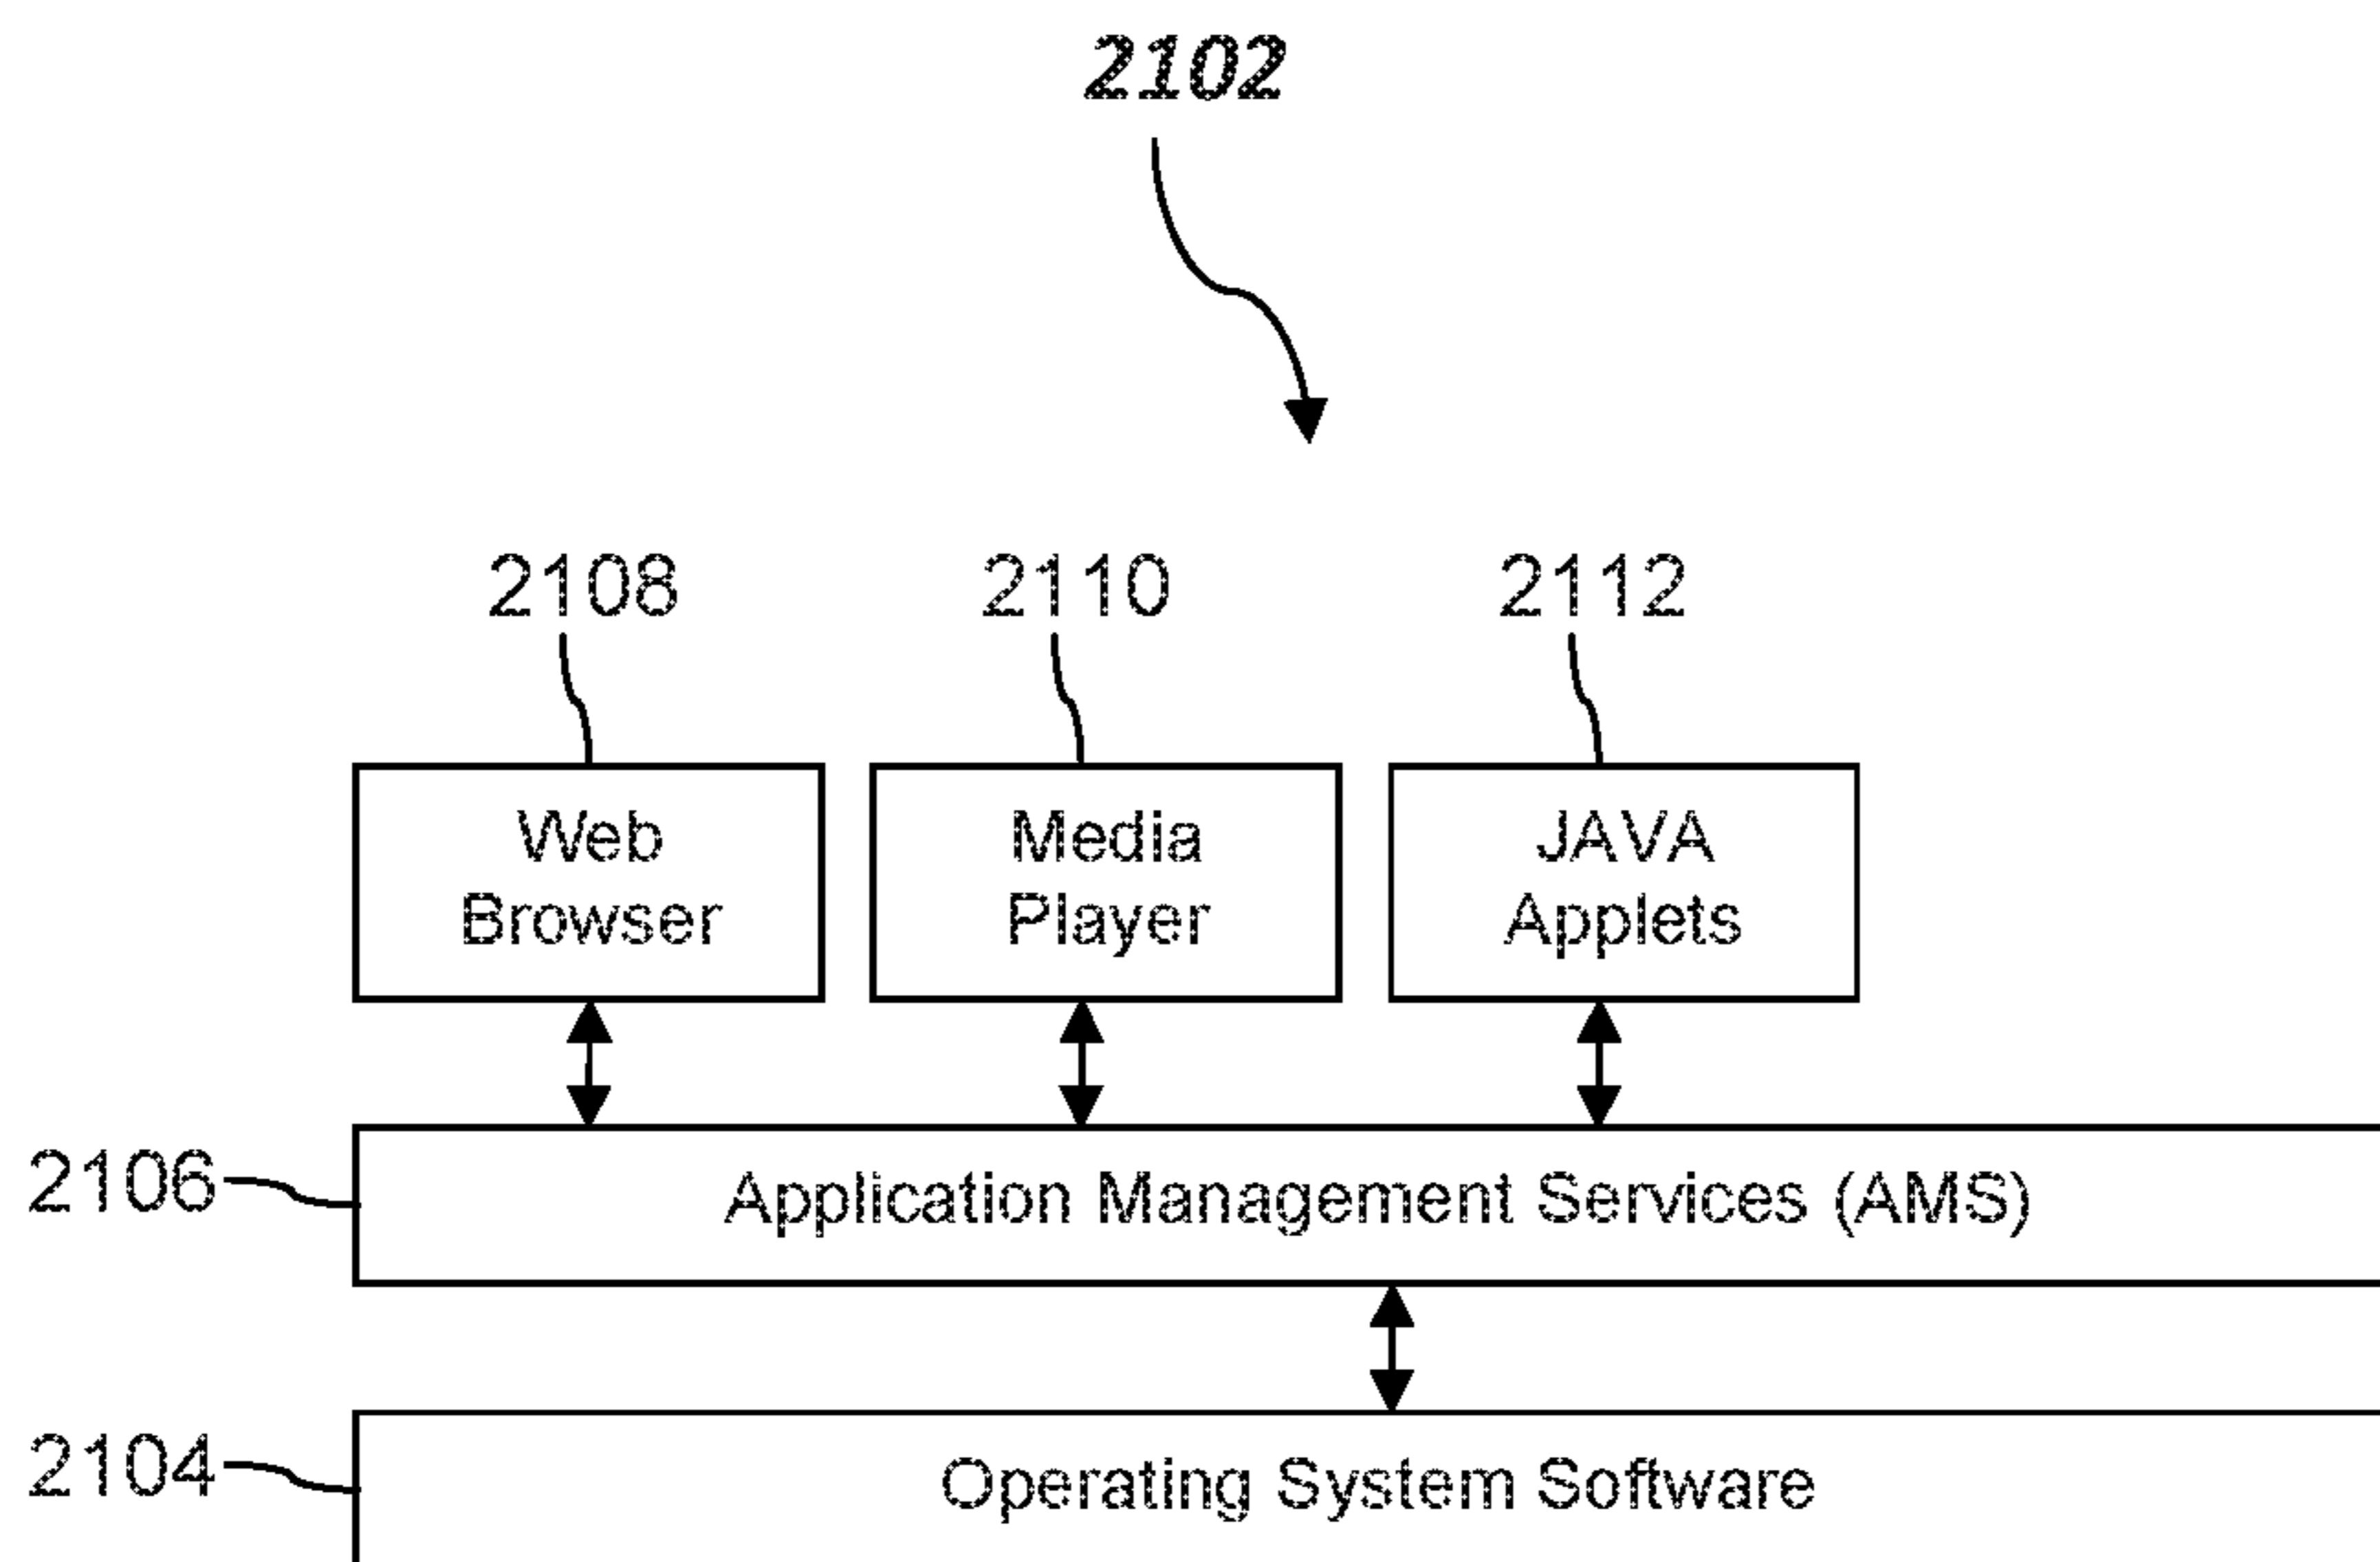 2102
2108
2110
2112
Web
Browser
Media
Player
JAVA
Applets
2106
Application Management Services (AMS)
2104
Operating System Software